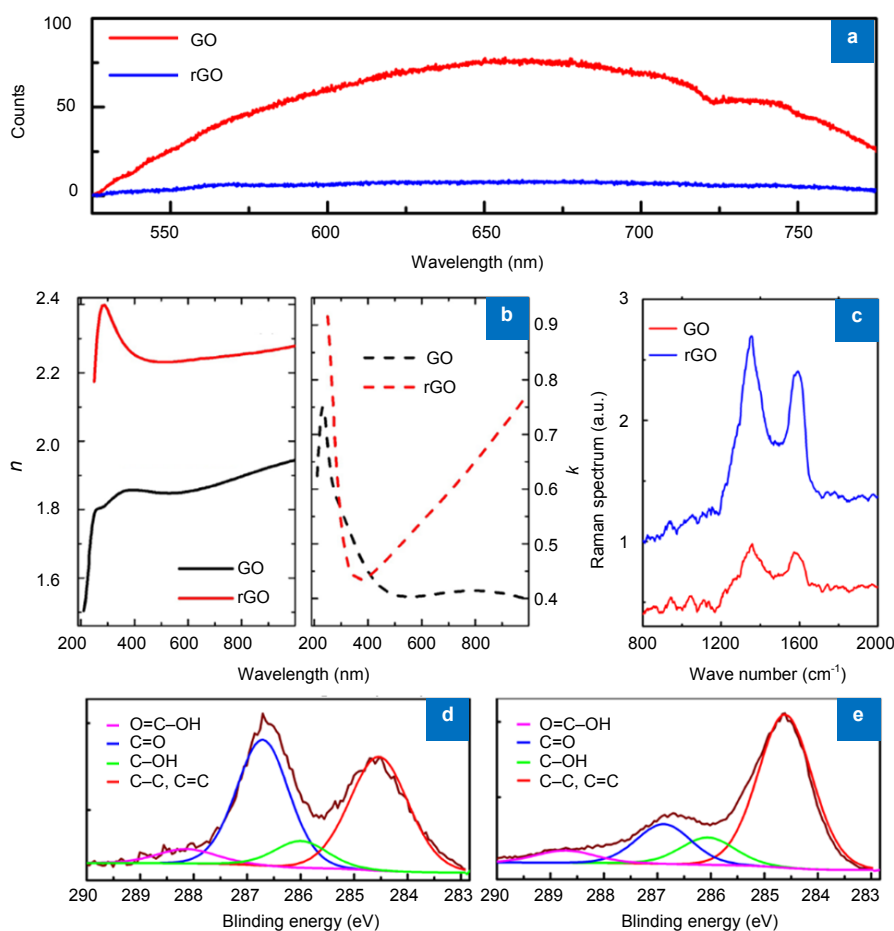 100
a
GO
rGO
50
0
Counts
550 600 650 700 750
Wavelength (nm)
2.4
2.2
2.0
1.8
1.6
n
GO
rGO
200 400 600 800
b
GO
rGO
0.9
0.8
0.7
0.6
0.5
0.4
k
200 400 600 800
Wavelength (nm)
3
2
1
c
GO
rGO
Raman spectrum (a.u.)
800 1200 1600 2000
Wave number (cm-1)
d
O=C–OH
C=O
C–OH
C–C, C=C
290 289 288 287 286 285 284 283
Blinding energy (eV)
e
O=C–OH
C=O
C–OH
C–C, C=C
290 289 288 287 286 285 284 283
Blinding energy (eV)